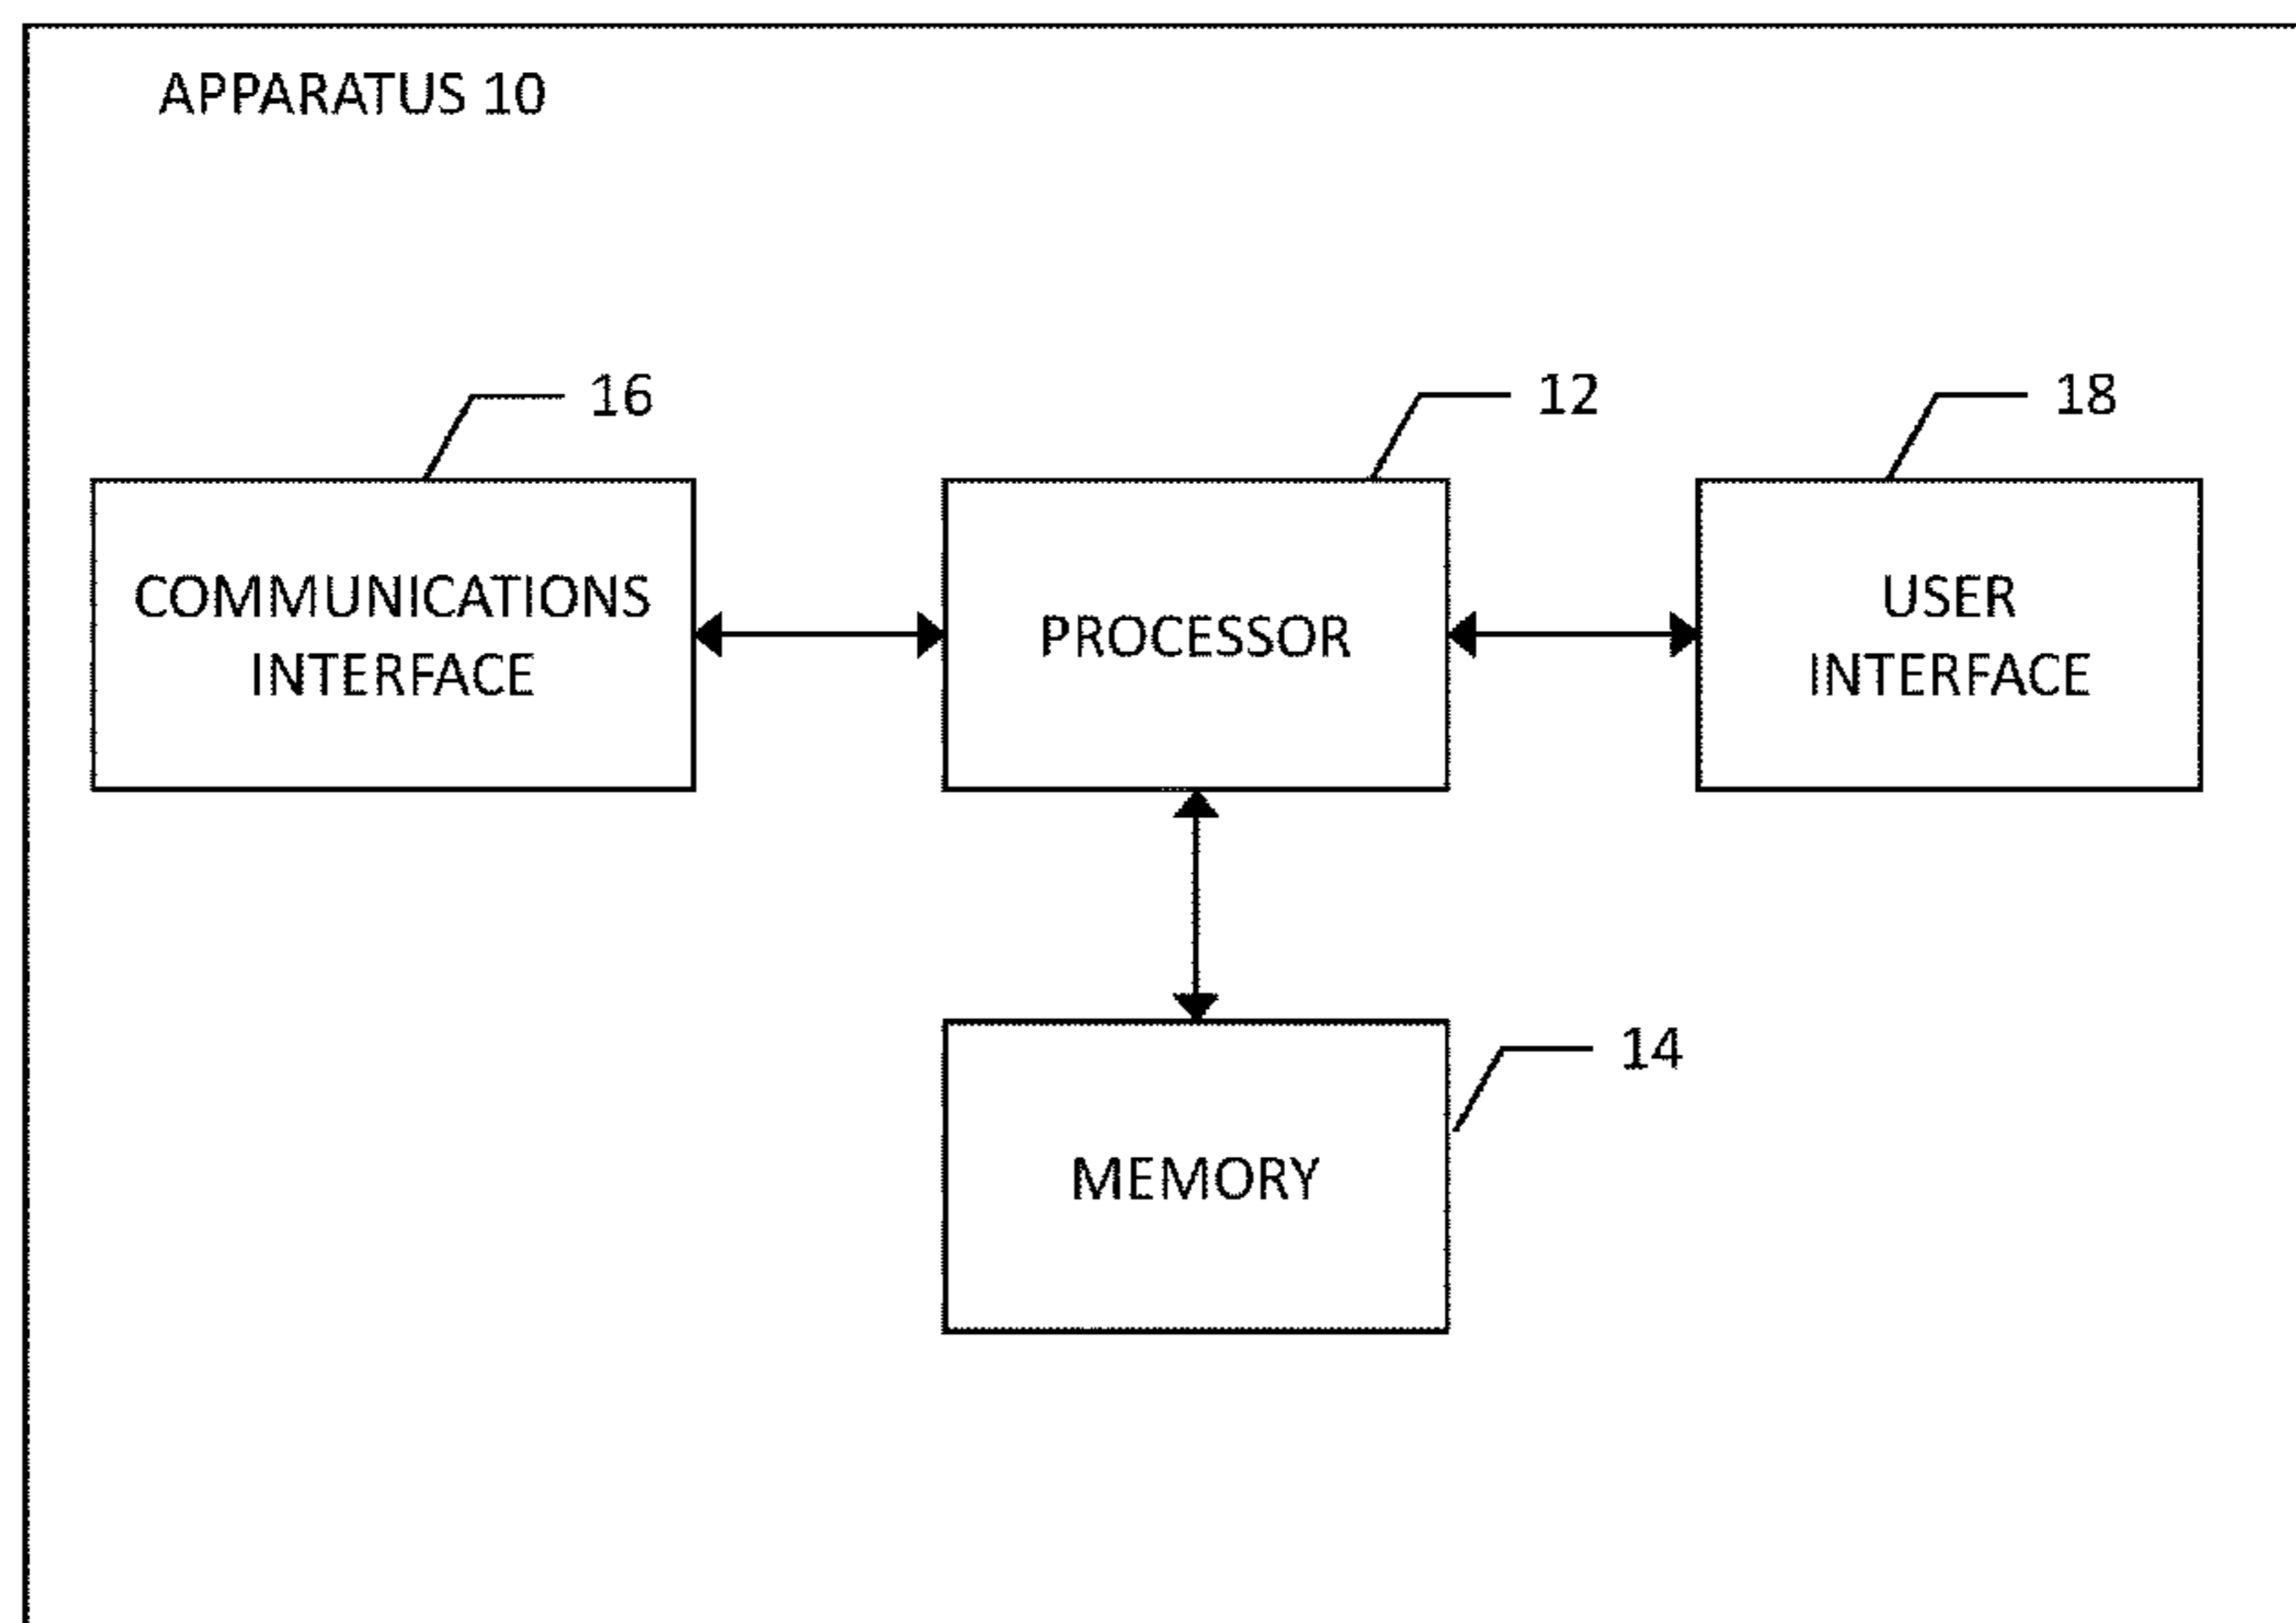 APPARATUS 10
16
12
18
COMMUNICATIONS
INTERFACE
PROCESSOR
USER
INTERFACE
14
MEMORY